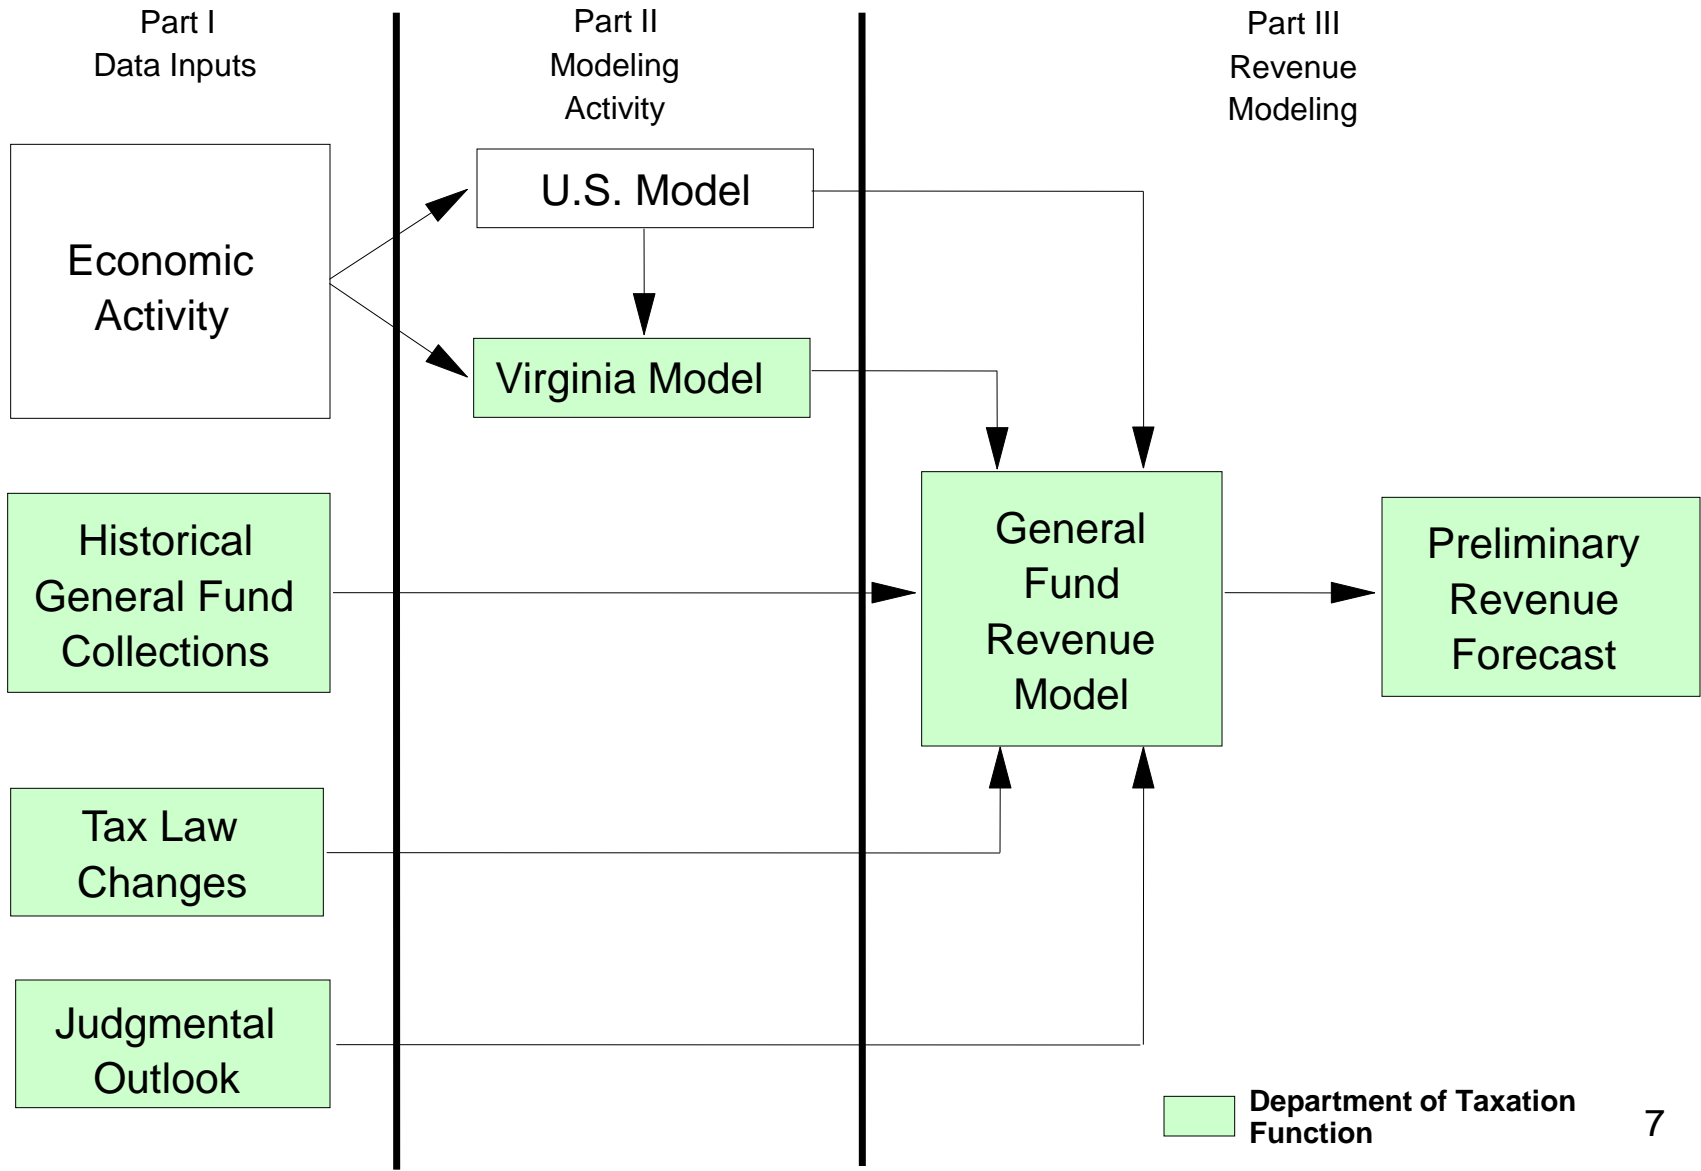 Part I
Data Inputs
Part II
Modeling
Activity
Part III
Revenue
Modeling
Economic
Activity
U.S. Model
Virginia Model
Historical
General Fund
Collections
General
Fund
Revenue
Model
Preliminary
Revenue
Forecast
Tax Law
Changes
Judgmental
Outlook
Department of Taxation
Function
7